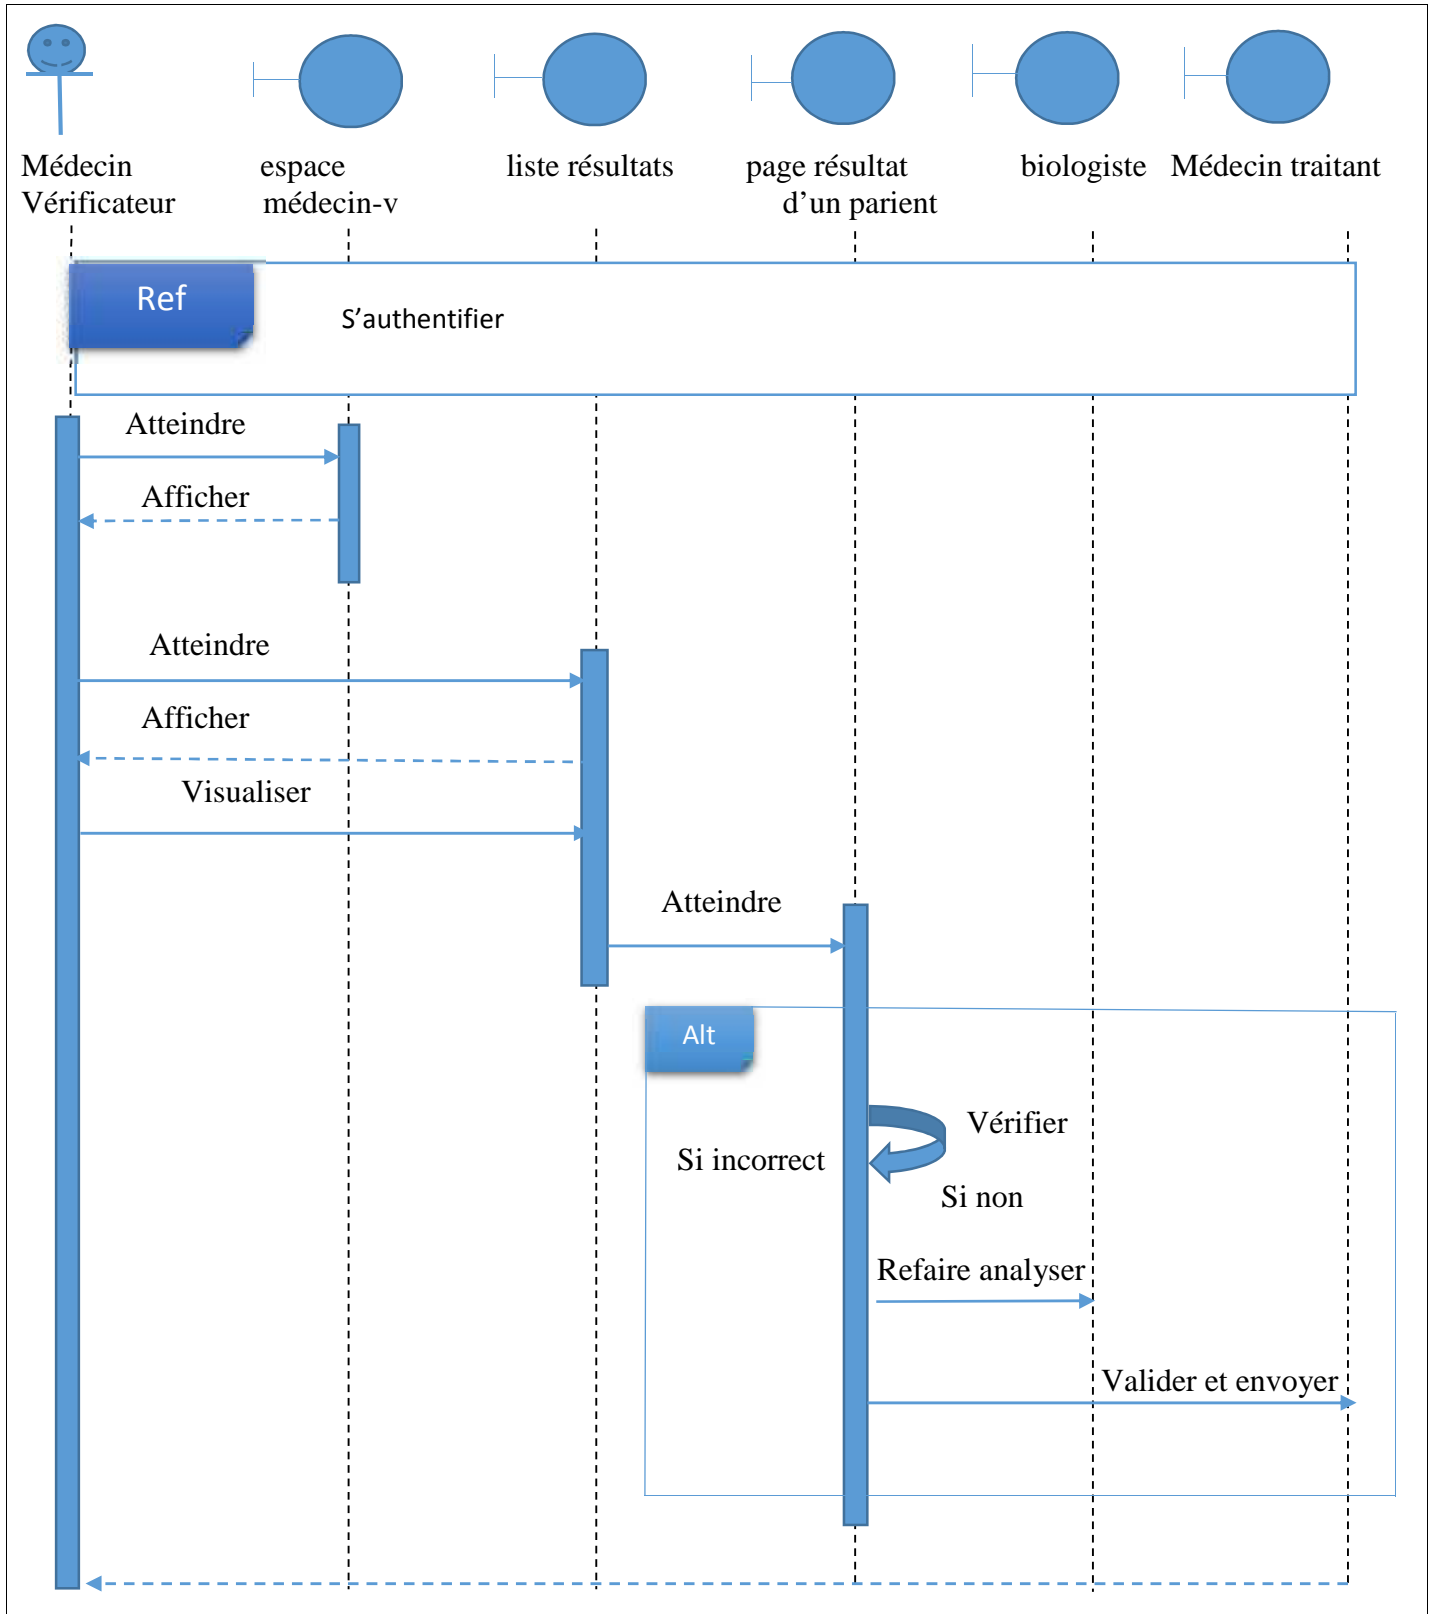 Médecin
Vérificateur
espace
médecin-v
liste résultats
page résultat
d’un parient
biologiste
Médecin traitant
Ref
S’authentifier
Atteindre
Afficher
Atteindre
Afficher
Visualiser
Atteindre
Alt
Vérifier
Si incorrect
Si non
Refaire analyser
Valider et envoyer